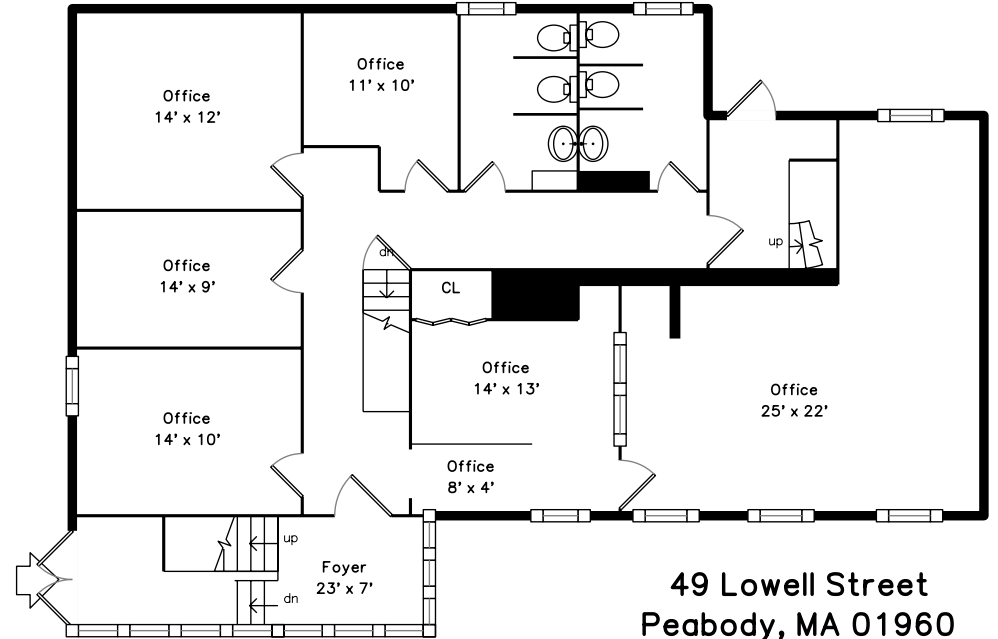 Office
14' x 12'
Office
11' x 10'
Office
14' x 9'
dn
up
CL
Office
14' x 13'
Office
25' x 22'
Office
14' x 10'
Office
8' x 4'
up
Foyer
23' x 7'
dn
49 Lowell Street
Peabody, MA 01960